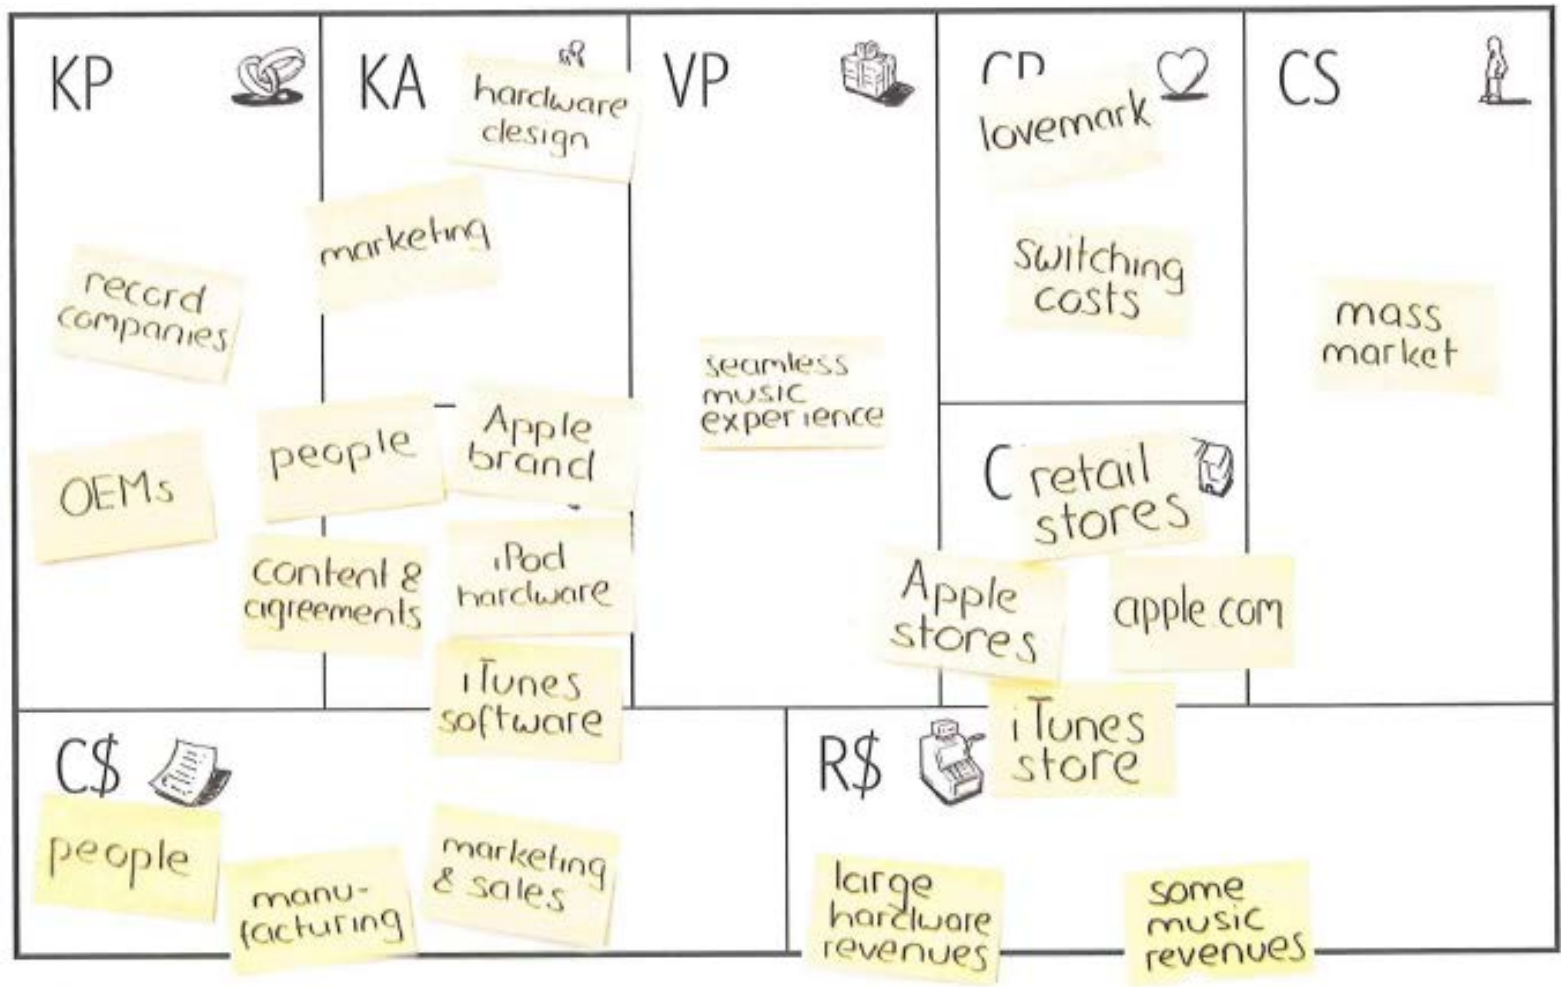 KP
record
companies
OEMs
KA
hardware
design
marketing
people
Apple
brand
content &
agreements
iPod
hardware
iTunes
software
VP
seamless
music
experience
CR
lovemark
switching
costs
C
retail
stores
Apple
stores
apple.com
iTunes
store
CS
mass
market
C$
people
manu-
facturing
marketing
& sales
R$
large
hardware
revenues
some
music
revenues